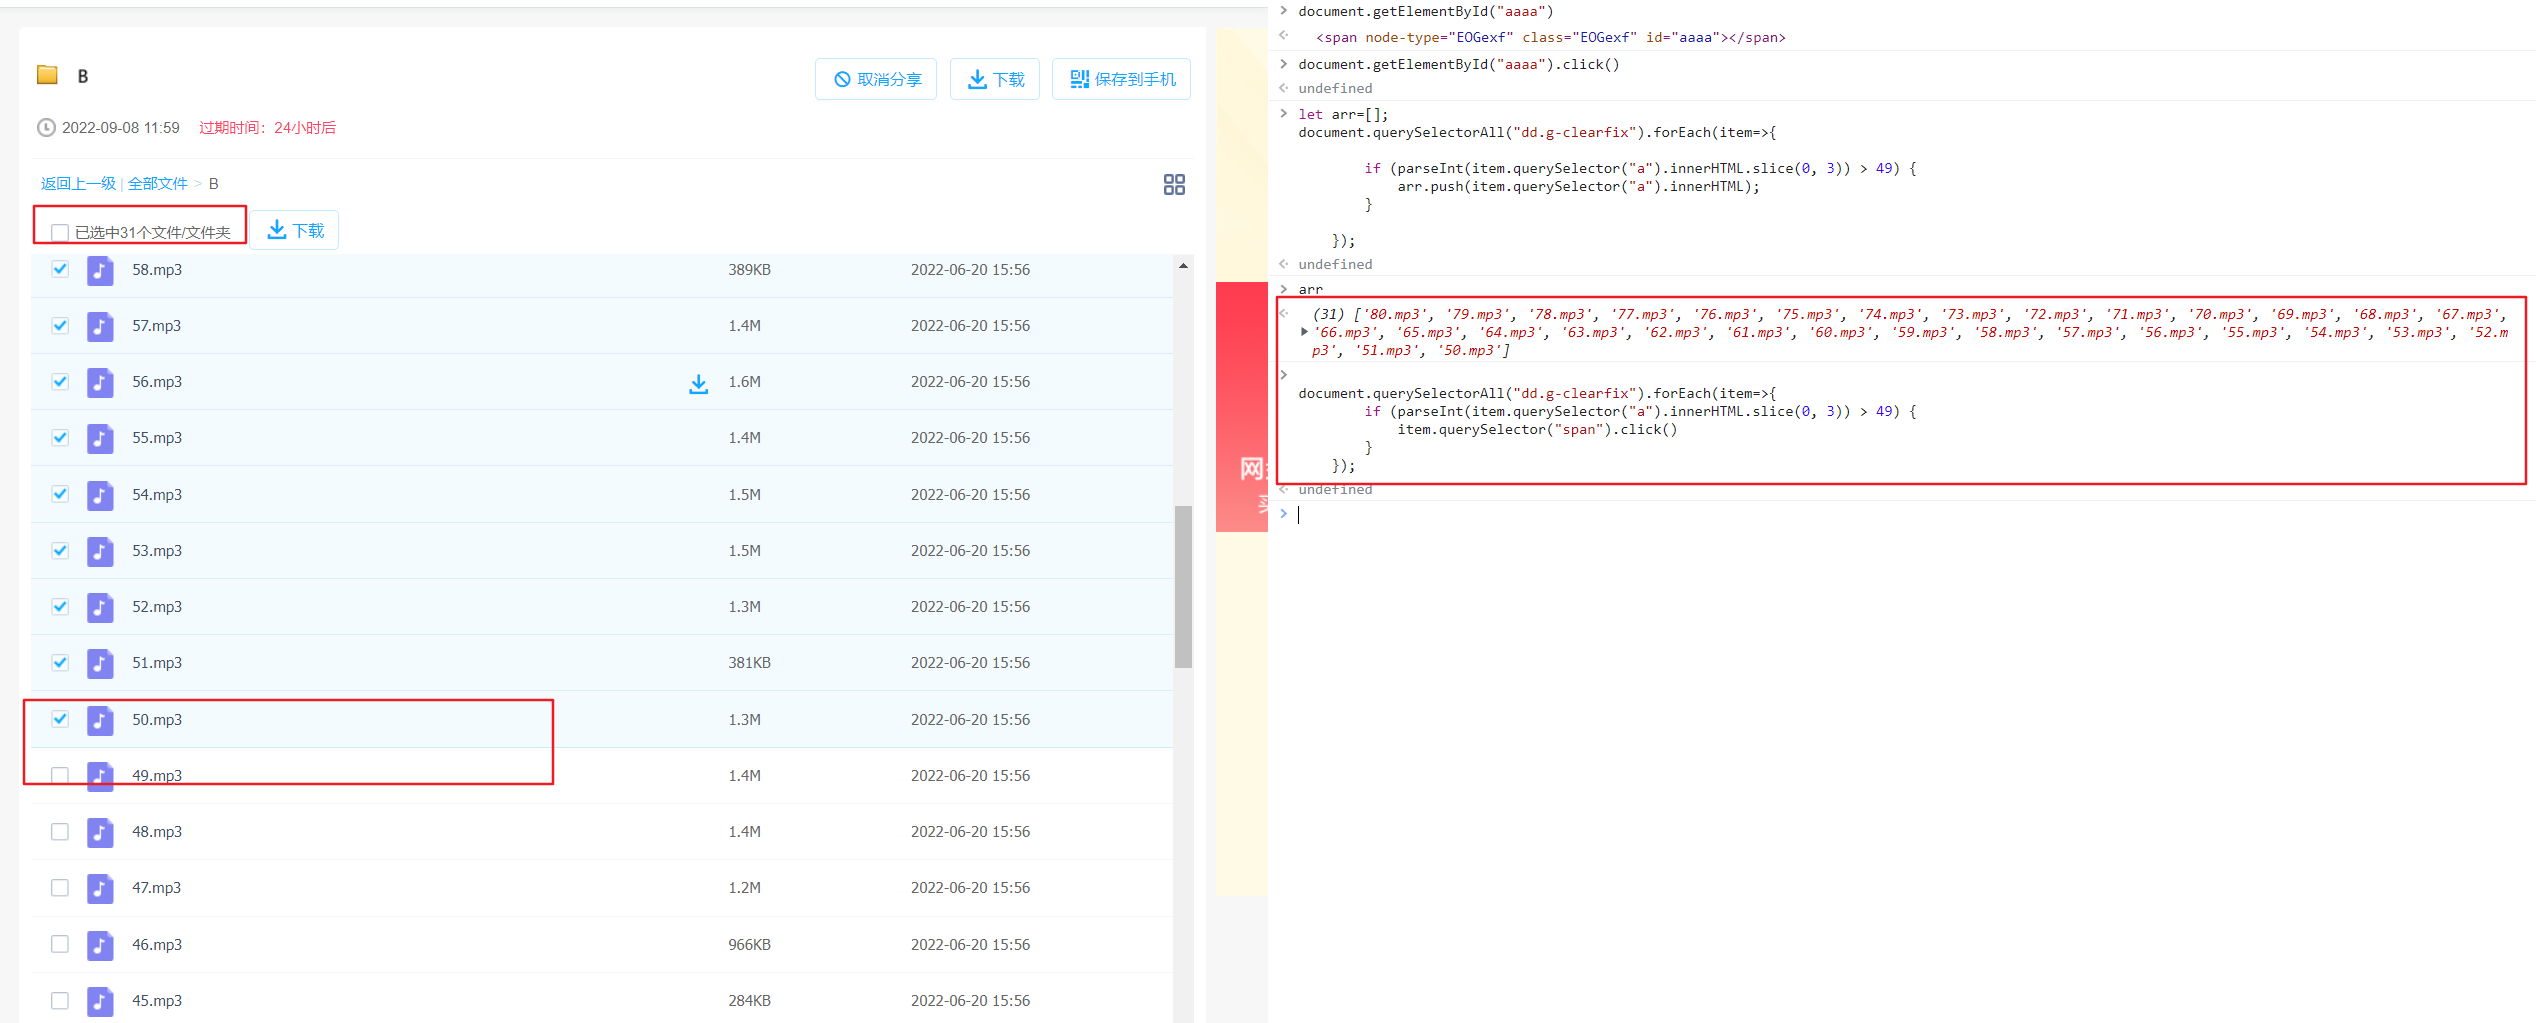 B
取消分享
下载
保存到手机
2022-09-08 11:59 过期时间：24小时后
返回上一级 | 全部文件 > B
已选中31个文件/文件夹
下载
58.mp3 389KB 2022-06-20 15:56
57.mp3 1.4M 2022-06-20 15:56
56.mp3 1.6M 2022-06-20 15:56
55.mp3 1.4M 2022-06-20 15:56
54.mp3 1.5M 2022-06-20 15:56
53.mp3 1.5M 2022-06-20 15:56
52.mp3 1.3M 2022-06-20 15:56
51.mp3 381KB 2022-06-20 15:56
50.mp3 1.3M 2022-06-20 15:56
49.mp3 1.4M 2022-06-20 15:56
48.mp3 1.4M 2022-06-20 15:56
47.mp3 1.2M 2022-06-20 15:56
46.mp3 966KB 2022-06-20 15:56
45.mp3 284KB 2022-06-20 15:56
网
document.getElementById("aaaa")
<span node-type="EOGexf" class="EOGexf" id="aaaa"></span>
document.getElementById("aaaa").click()
undefined
let arr=[];
document.querySelectorAll("dd.g-clearfix").forEach(item=>{
if (parseInt(item.querySelector("a").innerHTML.slice(0, 3)) > 49) {
arr.push(item.querySelector("a").innerHTML);
}
});
undefined
arr
(31) ['80.mp3', '79.mp3', '78.mp3', '77.mp3', '76.mp3', '75.mp3', '74.mp3', '73.mp3', '72.mp3', '71.mp3', '70.mp3', '69.mp3', '68.mp3', '67.mp3',
'66.mp3', '65.mp3', '64.mp3', '63.mp3', '62.mp3', '61.mp3', '60.mp3', '59.mp3', '58.mp3', '57.mp3', '56.mp3', '55.mp3', '54.mp3', '53.mp3', '52.m
p3', '51.mp3', '50.mp3']
document.querySelectorAll("dd.g-clearfix").forEach(item=>{
if (parseInt(item.querySelector("a").innerHTML.slice(0, 3)) > 49) {
item.querySelector("span").click()
}
});
undefined